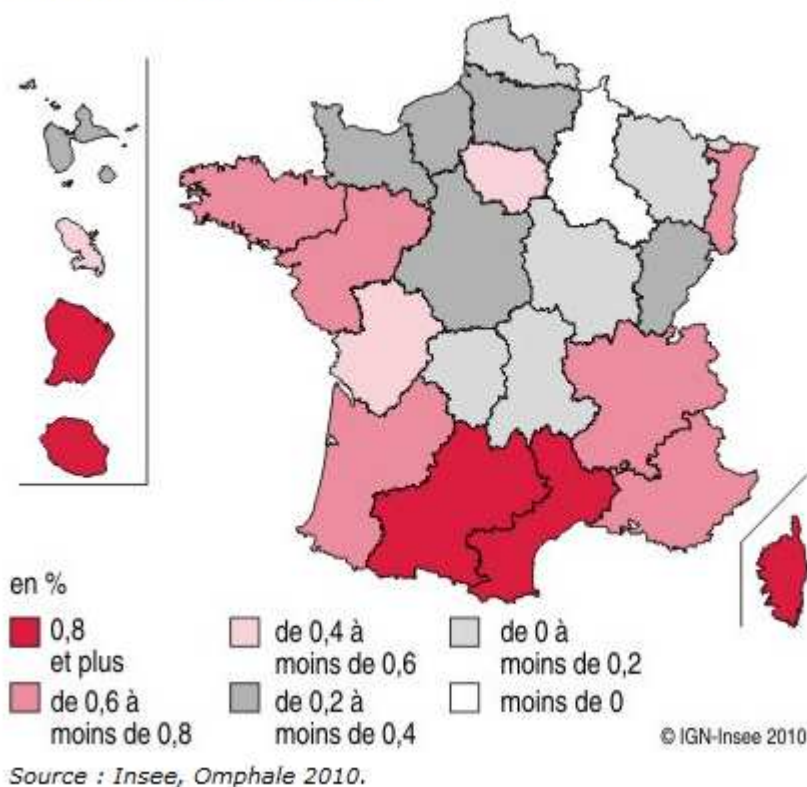 en %
0,8
et plus
de 0,6 à
moins de 0,8
de 0,4 à
moins de 0,6
de 0,2 à
moins de 0,4
de 0 à
moins de 0,2
moins de 0
© IGN-Insee 2010
Source : Insee, Omphale 2010.